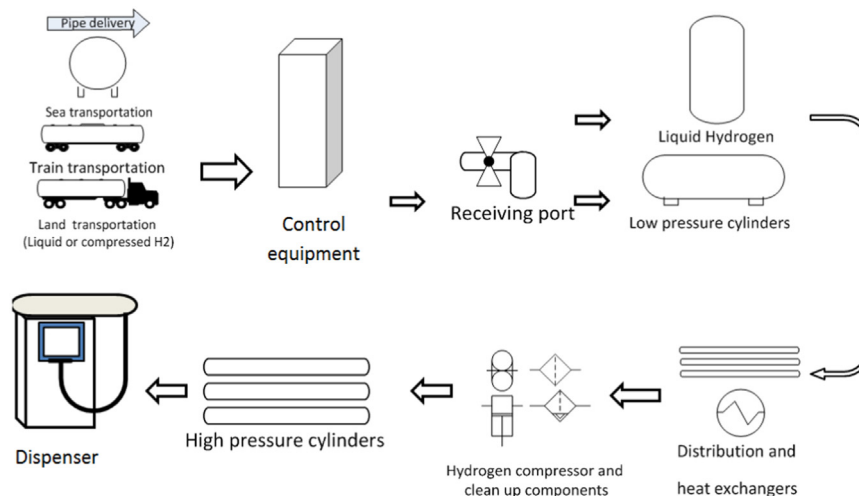 Pipe delivery
Sea transportation
Train transportation
Land transportation
(Liquid or compressed H2)
Control
equipment
Receiving port
Liquid Hydrogen
Low pressure cylinders
Dispenser
High pressure cylinders
Hydrogen compressor and
clean up components
Distribution and
heat exchangers